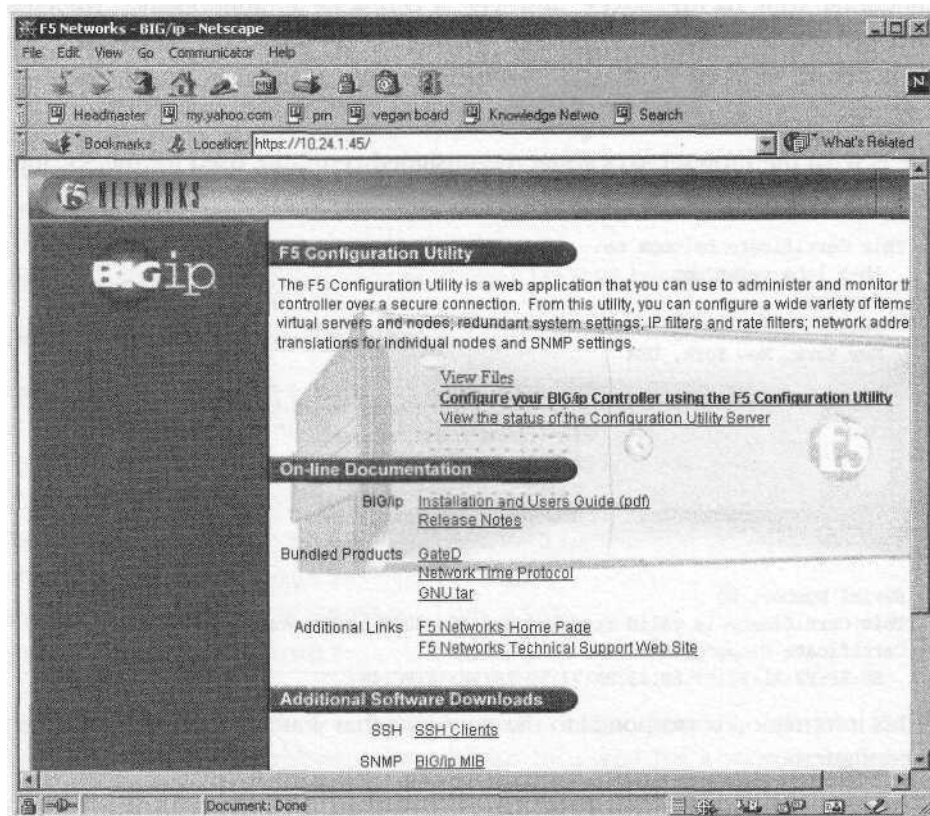 F5 Networks - BIG/ip - Netscape
File Edit View Go Communicator Help
Headmaster my.yahoo.com prn vegan board Knowledge Netwo Search
Bookmarks Location: https://10.24.1.45/ What's Related
f5 NETWORKS
BIGip
F5 Configuration Utility
The F5 Configuration Utility is a web application that you can use to administer and monitor th
controller over a secure connection. From this utility, you can configure a wide variety of items
virtual servers and nodes; redundant system settings; IP filters and rate filters; network addre
translations for individual nodes and SNMP settings.
View Files
Configure your BIG/ip Controller using the F5 Configuration Utility
View the status of the Configuration Utility Server
f5
On-line Documentation
BIG/ip Installation and Users Guide (pdf)
Release Notes
Bundled Products GateD
Network Time Protocol
GNU tar
Additional Links F5 Networks Home Page
F5 Networks Technical Support Web Site
Additional Software Downloads
SSH SSH Clients
SNMP BIG/ip MIB
Document: Done